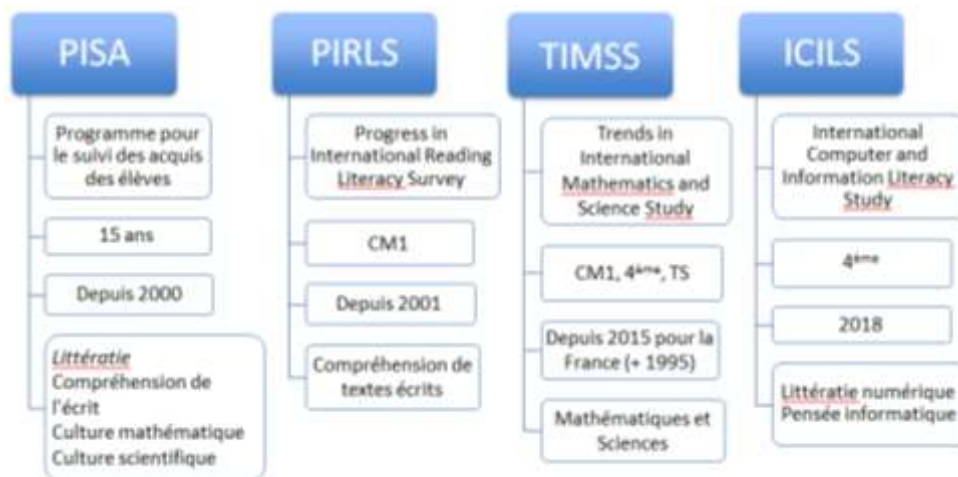 PISA
Programme pour
le suivi des acquis
des élèves
15 ans
Depuis 2000
Littératie
Compréhension de
l'écrit
Culture mathématique
Culture scientifique
PIRLS
Progress in
International Reading
Literacy Survey
CM1
Depuis 2001
Compréhension de
textes écrits
TIMSS
Trends in
International
Mathematics and
Science Study
CM1, 4ème, TS
Depuis 2015 pour la
France (+ 1995)
Mathématiques et
Sciences
ICILS
International
Computer and
Information Literacy
Study
4ème
2018
Littératie numérique
Pensée informatique